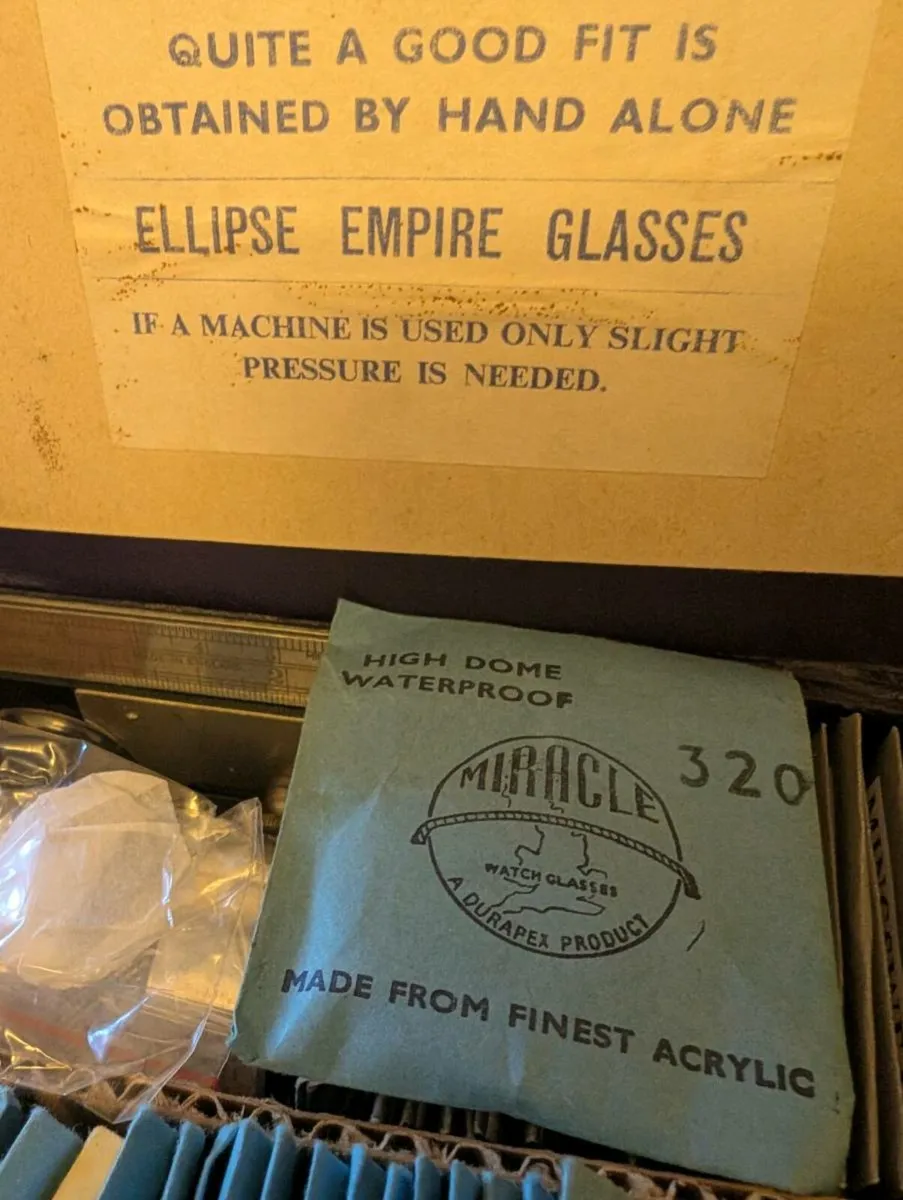 QUITE A GOOD FIT IS
OBTAINED BY HAND ALONE
ELLIPSE EMPIRE GLASSES
IF A MACHINE IS USED ONLY SLIGHT
PRESSURE IS NEEDED.
HIGH DOME
WATERPROOF
320
MIRACLE
WATCH GLASSES
A DURAPEX PRODUCT
MADE FROM FINEST ACRYLIC